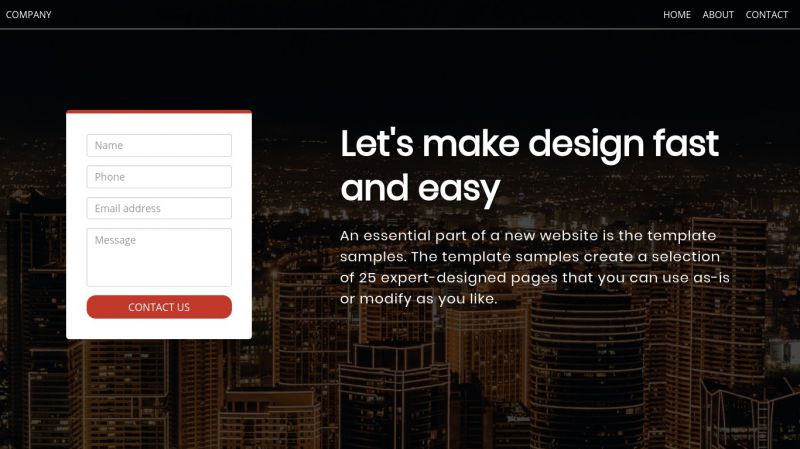 COMPANY
HOME ABOUT CONTACT
Name
Phone
Email address
Message
CONTACT US
Let's make design fast
and easy
An essential part of a new website is the template
samples. The template samples create a selection
of 25 expert-designed pages that you can use as-is
or modify as you like.